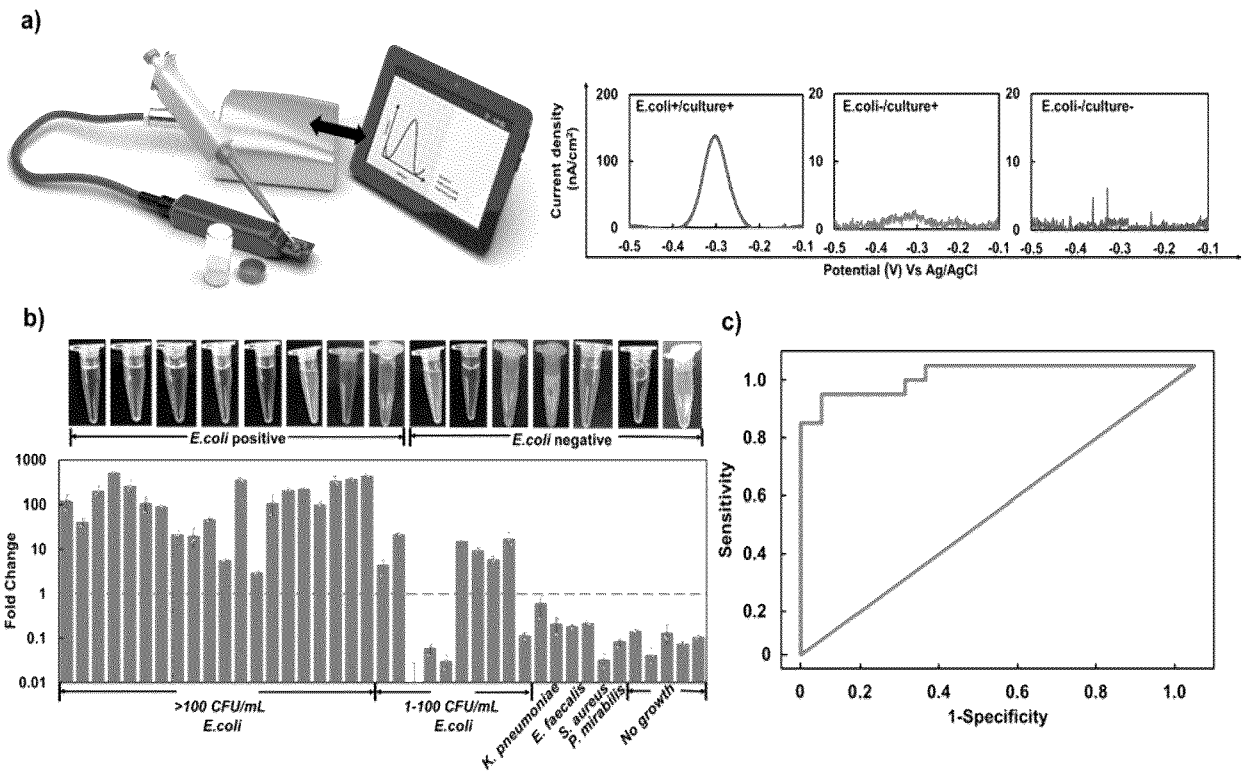 a)
E.coli+/culture+
E.coli-/culture+
E.coli-/culture-
Current density
(nA/cm²)
200
100
0
20
10
0
20
10
0
-0.5 -0.4 -0.3 -0.2 -0.1
-0.5 -0.4 -0.3 -0.2 -0.1
-0.5 -0.4 -0.3 -0.2 -0.1
Potential (V) Vs Ag/AgCl
b)
E.coli positive
E.coli negative
Fold Change
1000
100
10
1
0.1
0.01
>100 CFU/mL
E.coli
1-100 CFU/mL
E.coli
K. pneumoniae
E. faecalis
S. aureus
P. mirabilis
No growth
c)
Sensitivity
1.0
0.8
0.6
0.4
0.2
0
0 0.2 0.4 0.6 0.8 1.0
1-Specificity